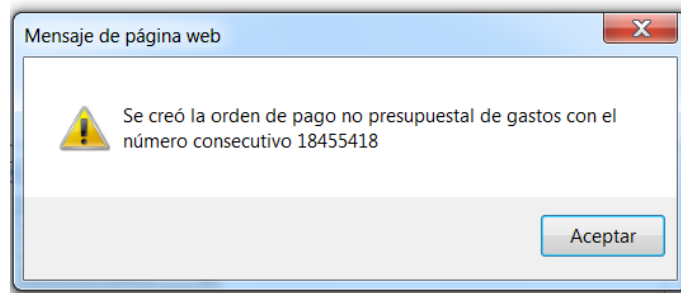 Mensaje de página web
Se creó la orden de pago no presupuestal de gastos con el
número consecutivo 18455418
Aceptar